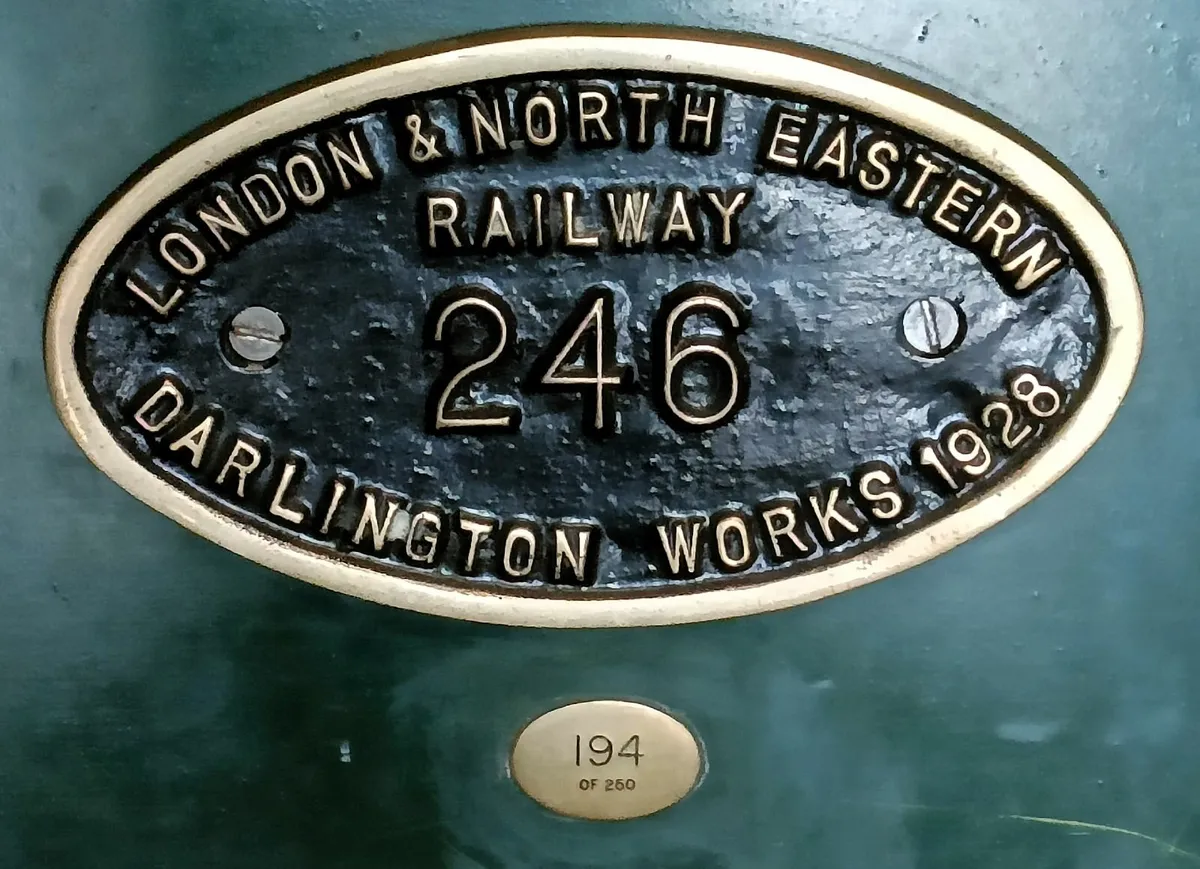 LONDON & NORTH EASTERN
RAILWAY
246
DARLINGTON WORKS 1928
194
OF 250